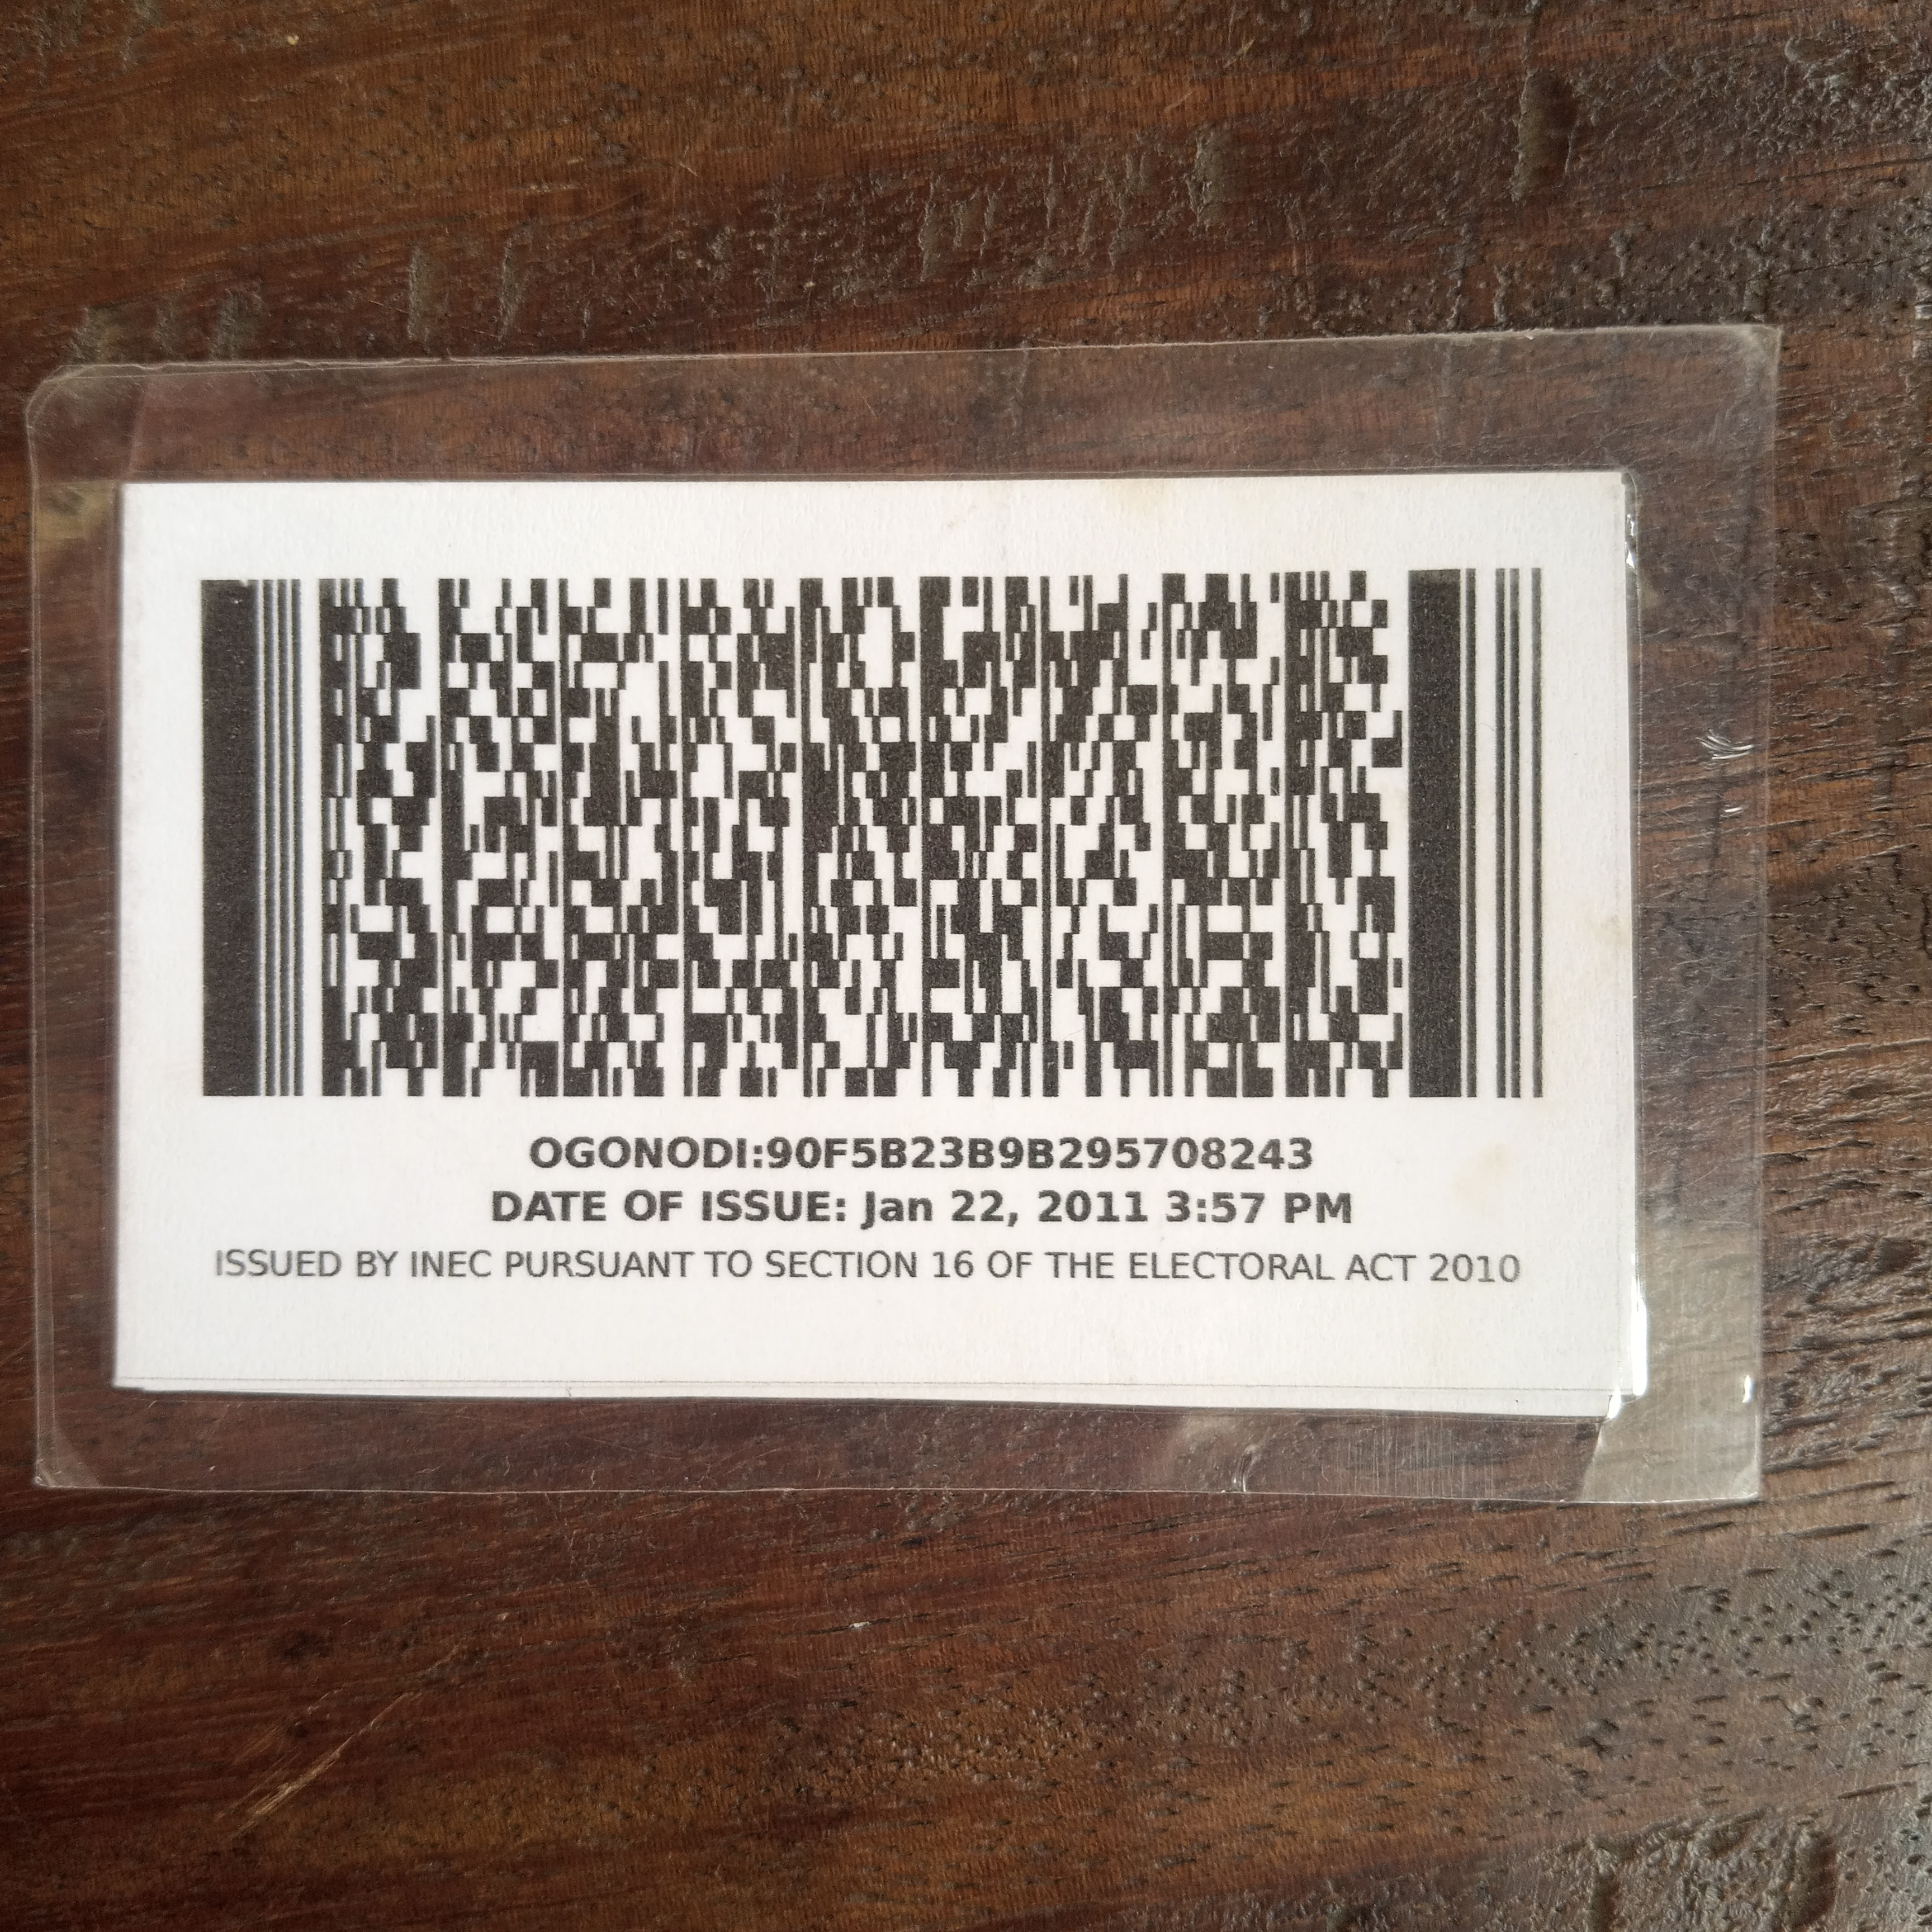 OGONODI:90F5B23B9B295708243
DATE OF ISSUE: Jan 22, 2011 3:57 PM
ISSUED BY INEC PURSUANT TO SECTION 16 OF THE ELECTORAL ACT 2010